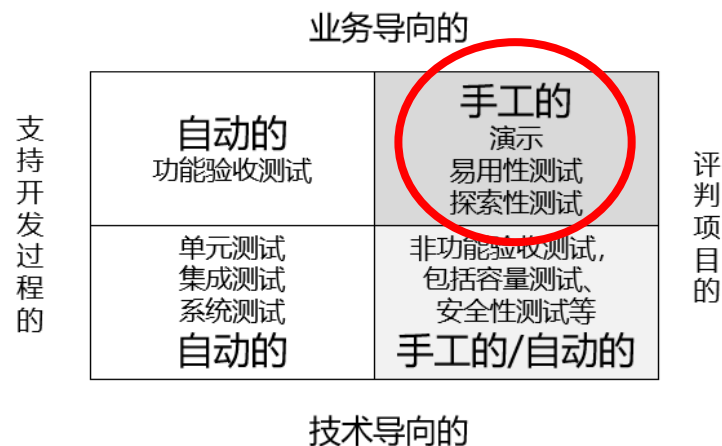 业务导向的
支持开发过程的
自动的
功能验收测试
手工的
演示
易用性测试
探索性测试
评判项目的
单元测试
集成测试
系统测试
自动的
非功能验收测试,
包括容量测试、
安全性测试等
手工的/自动的
技术导向的